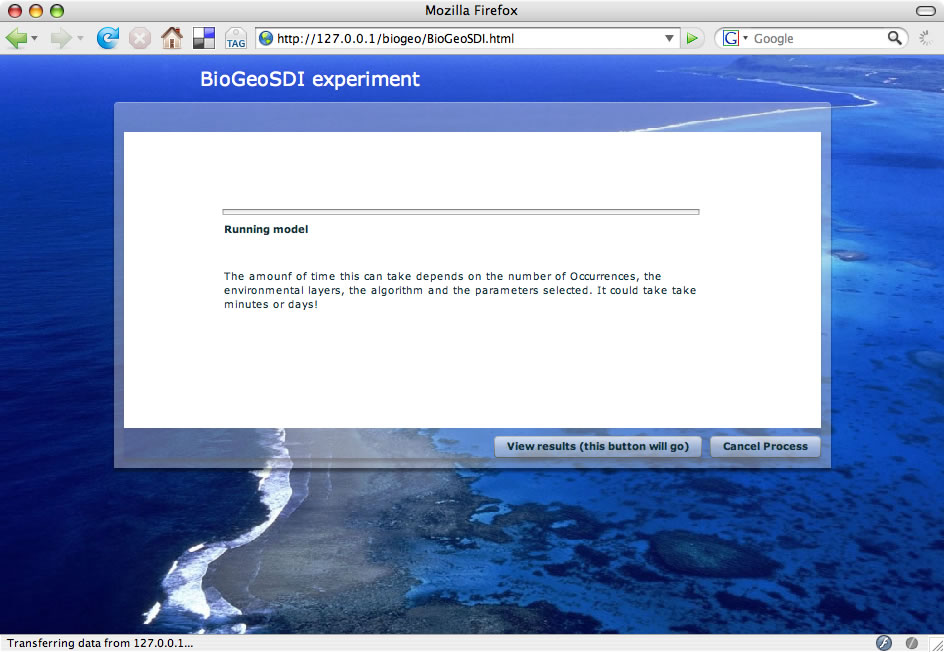 Mozilla Firefox
TAG
http://127.0.0.1/biogeo/BioGeoSDI.html
G Google
BioGeoSDI experiment
Running model
The amounf of time this can take depends on the number of Occurrences, the
environmental layers, the algorithm and the parameters selected. It could take take
minutes or days!
View results (this button will go)
Cancel Process
Transferring data from 127.0.0.1...